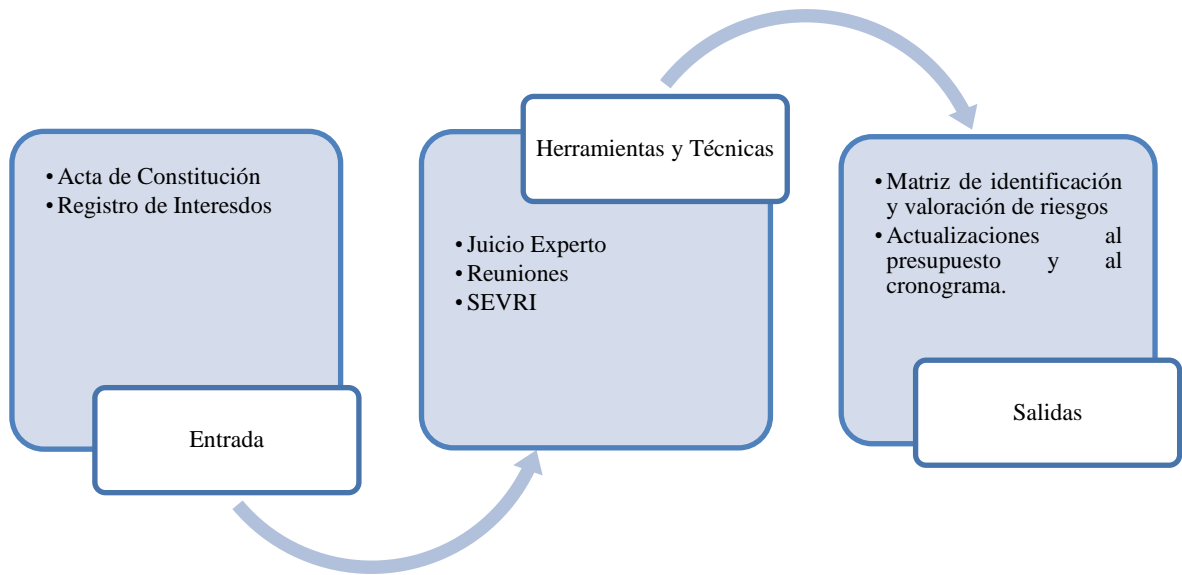 • Acta de Constitución
• Registro de Interesdos
Entrada
Herramientas y Técnicas
• Juicio Experto
• Reuniones
• SEVRI
• Matriz de identificación
y valoración de riesgos
• Actualizaciones al
presupuesto y al
cronograma.
Salidas